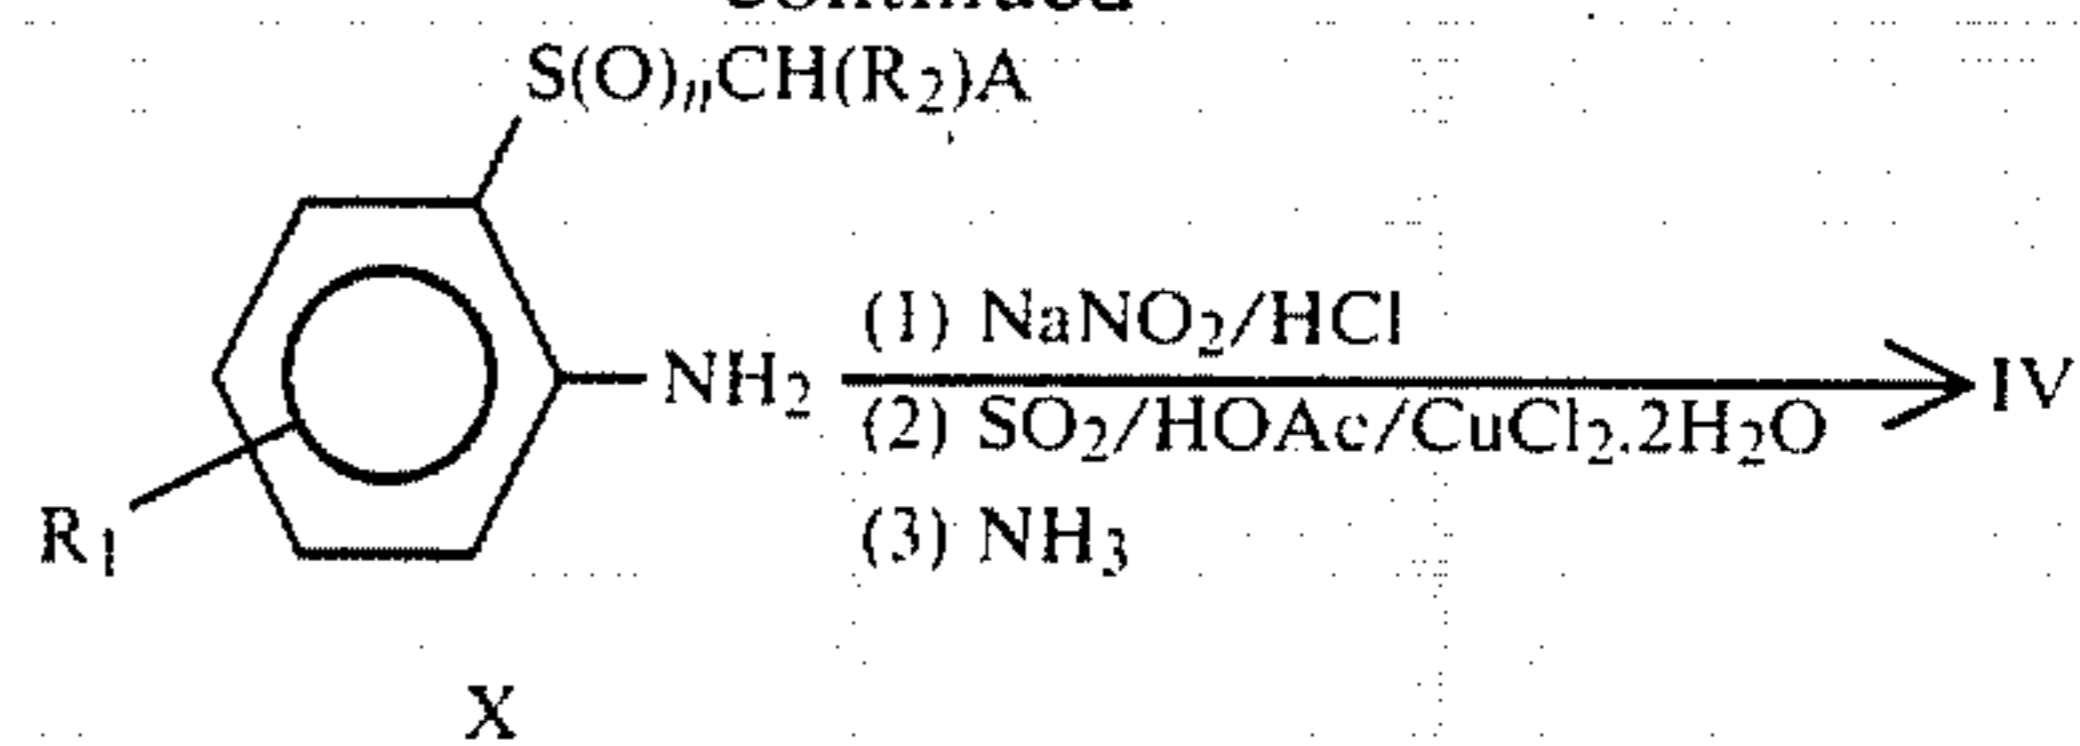 S(O)ₙCH(R₂)A
(1) NaNO₂/HCl
NH₂
IV
(2) SO₂/HOAc/CuCl₂.2H₂O
R₁
(3) NH₃
X